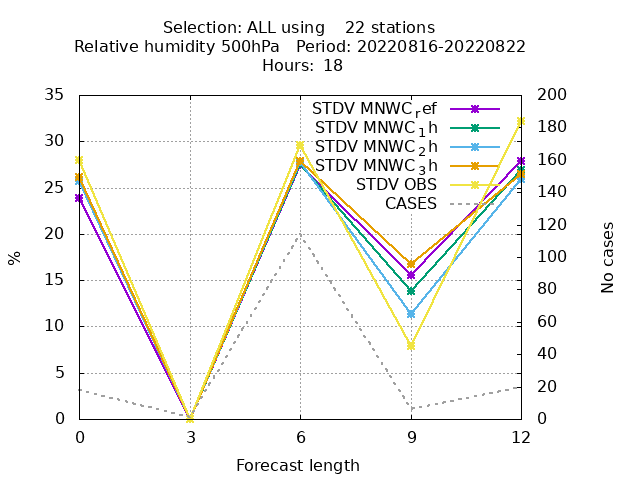 Selection: ALL using    22 stations
Relative humidity 500hPa   Period: 20220816-20220822
Hours: 18
35
30
25
20
15
10
5
0
200
180
160
140
120
100
80
60
40
20
0
%
No cases
STDV MNWC_ref
STDV MNWC_1h
STDV MNWC_2h
STDV MNWC_3h
STDV OBS
CASES
0 3 6 9 12
Forecast length